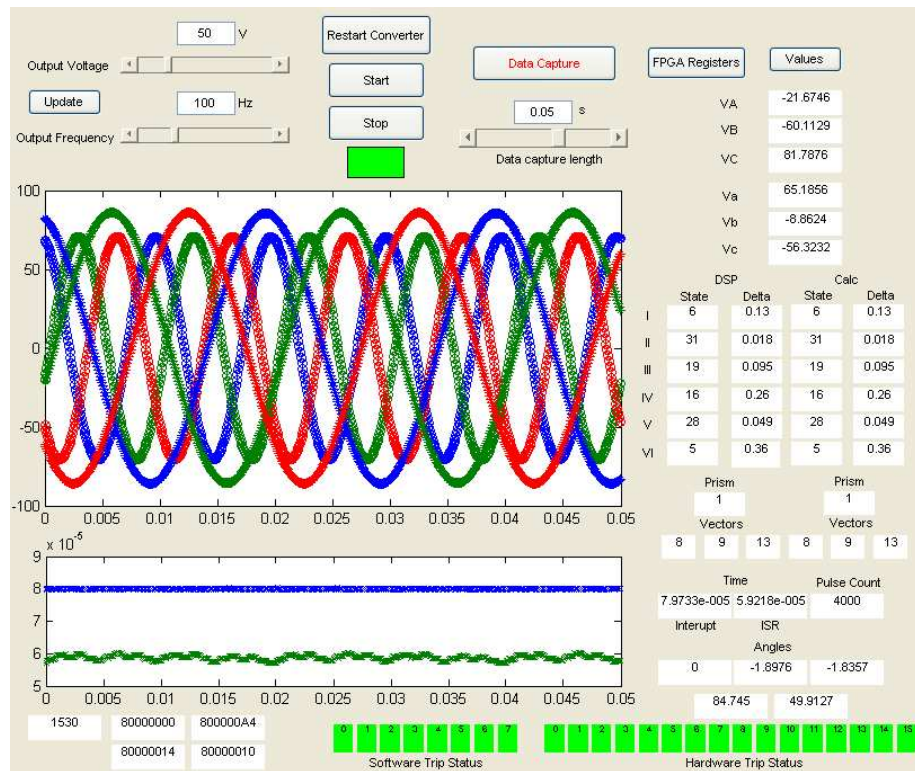 50 V
Restart Converter
Output Voltage
Data Capture
FPGA Registers
Values
Start
Update
100 Hz
0.05 s
VA -21.6746
Stop
VB -60.1129
Output Frequency
Data capture length
VC 81.7876
Va 65.1856
Vb -8.8624
Vc -56.3232
DSP Calc
State Delta State Delta
I 6 0.13 6 0.13
II 31 0.018 31 0.018
III 19 0.095 19 0.095
IV 16 0.26 16 0.26
V 28 0.049 28 0.049
VI 5 0.36 5 0.36
100
50
0
-50
-100
0 0.005 0.01 0.015 0.02 0.025 0.03 0.035 0.04 0.045 0.05
Prism Prism
1 1
Vectors Vectors
8 9 13 8 9 13
x 10^-5
9
8
7
6
5
0 0.005 0.01 0.015 0.02 0.025 0.03 0.035 0.04 0.045 0.05
Time Pulse Count
7.9733e-005 5.9218e-005 4000
Interupt ISR
Angles
0 -1.8976 -1.8357
84.745 49.9127
1530 80000000 800000A4
80000014 80000010
0 1 2 3 4 5 6 7
Software Trip Status
0 1 2 3 4 5 6 7 8 9 10 11 12 13 14 15
Hardware Trip Status